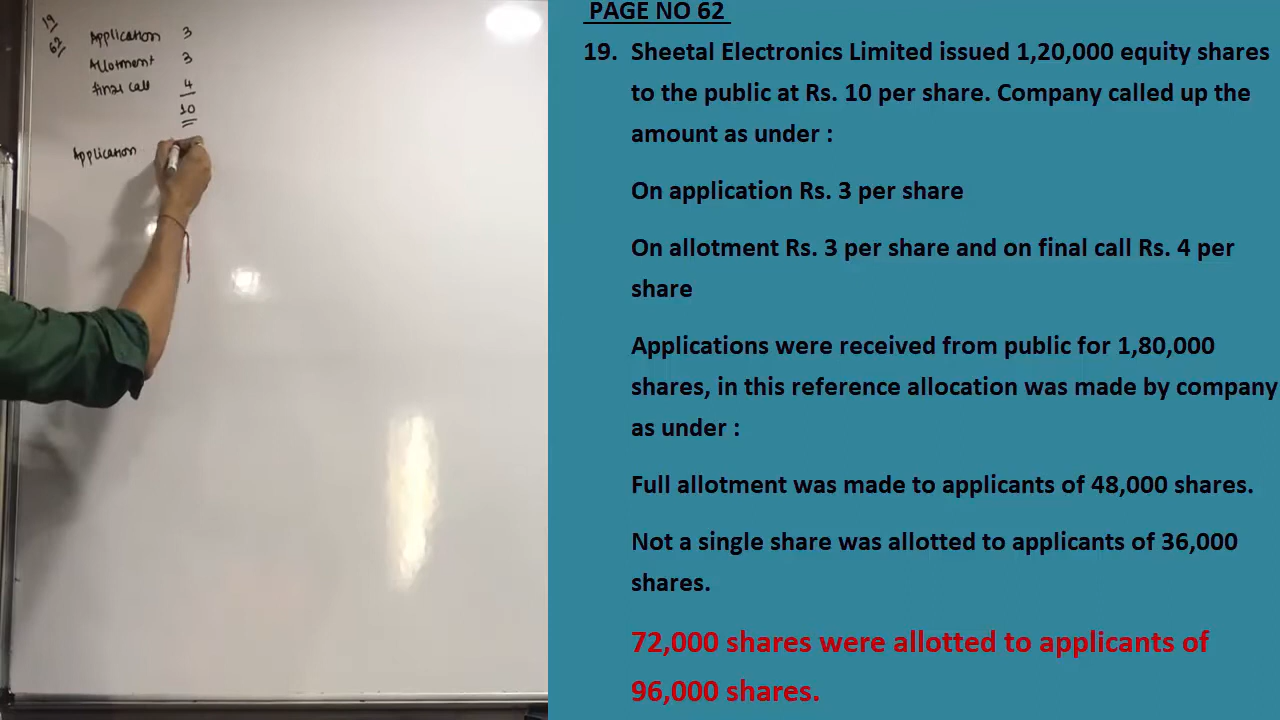 19/62
Application 3
Allotment 3
final call 4
10
Application
PAGE NO 62
19. Sheetal Electronics Limited issued 1,20,000 equity shares
to the public at Rs. 10 per share. Company called up the
amount as under :
On application Rs. 3 per share
On allotment Rs. 3 per share and on final call Rs. 4 per
share
Applications were received from public for 1,80,000
shares, in this reference allocation was made by company
as under :
Full allotment was made to applicants of 48,000 shares.
Not a single share was allotted to applicants of 36,000
shares.
72,000 shares were allotted to applicants of
96,000 shares.